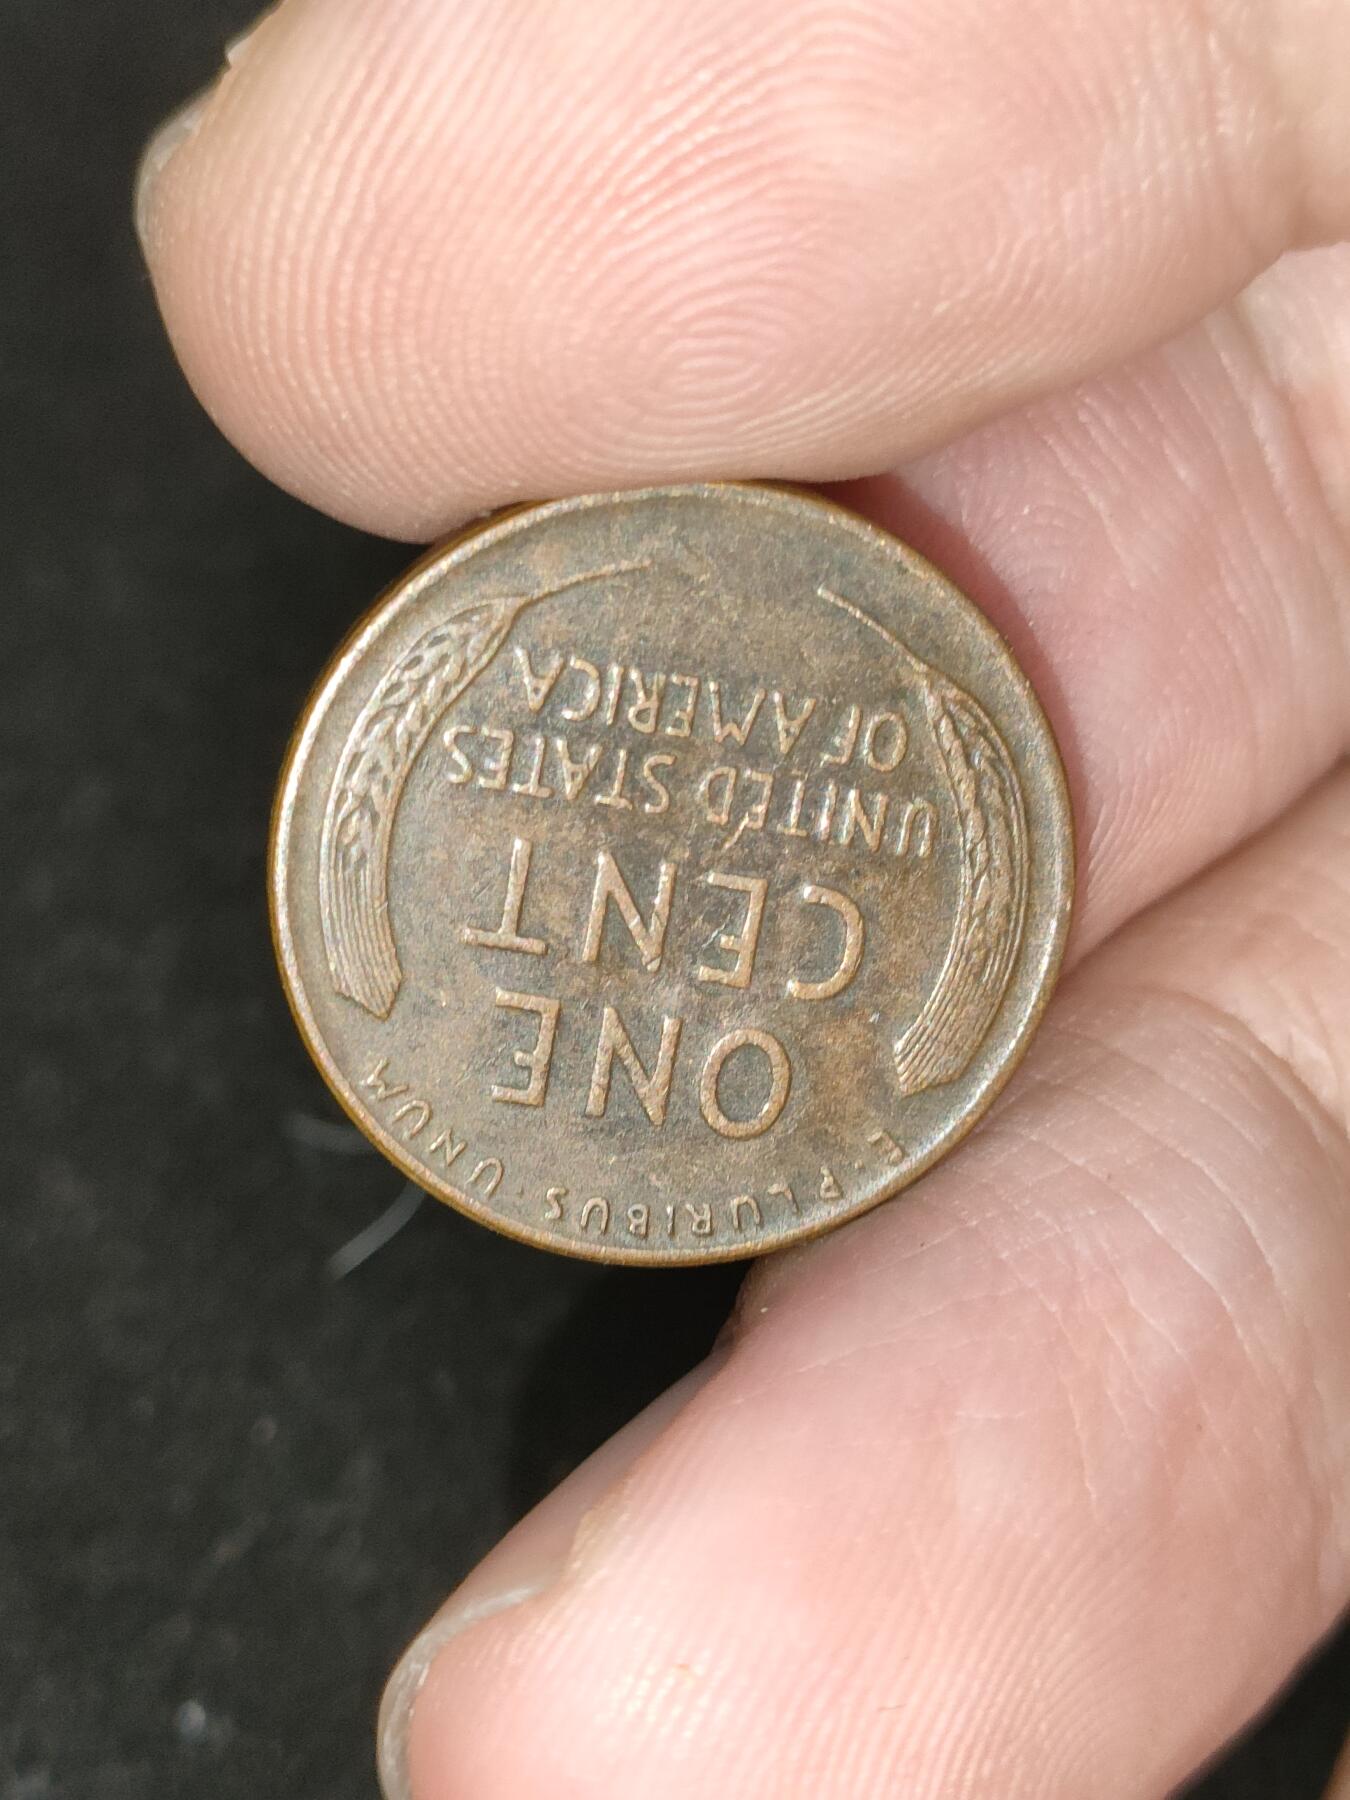 E · PLURIBUS · UNUM
ONE
CENT
UNITED STATES
OF AMERICA